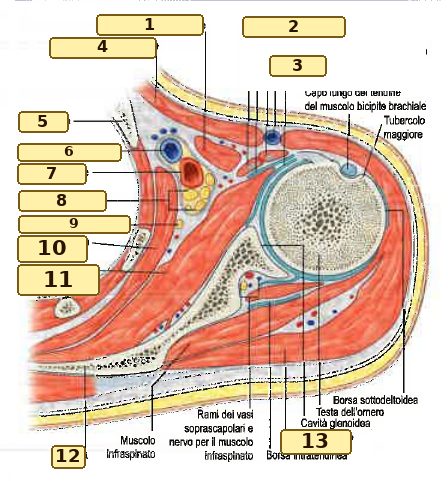 1
2
4
3
Capo lungo del tendine
del muscolo bicipite brachiale
Tubercolo
maggiore
5
6
7
8
9
10
11
Borsa sottodeltoidea
Testa dell'omero
Cavità glenoidea
Rami dei vasi
soprascapolari e
nervo per il muscolo
infraspinato
Muscolo
infraspinato
13
12
Borsa intratendinea